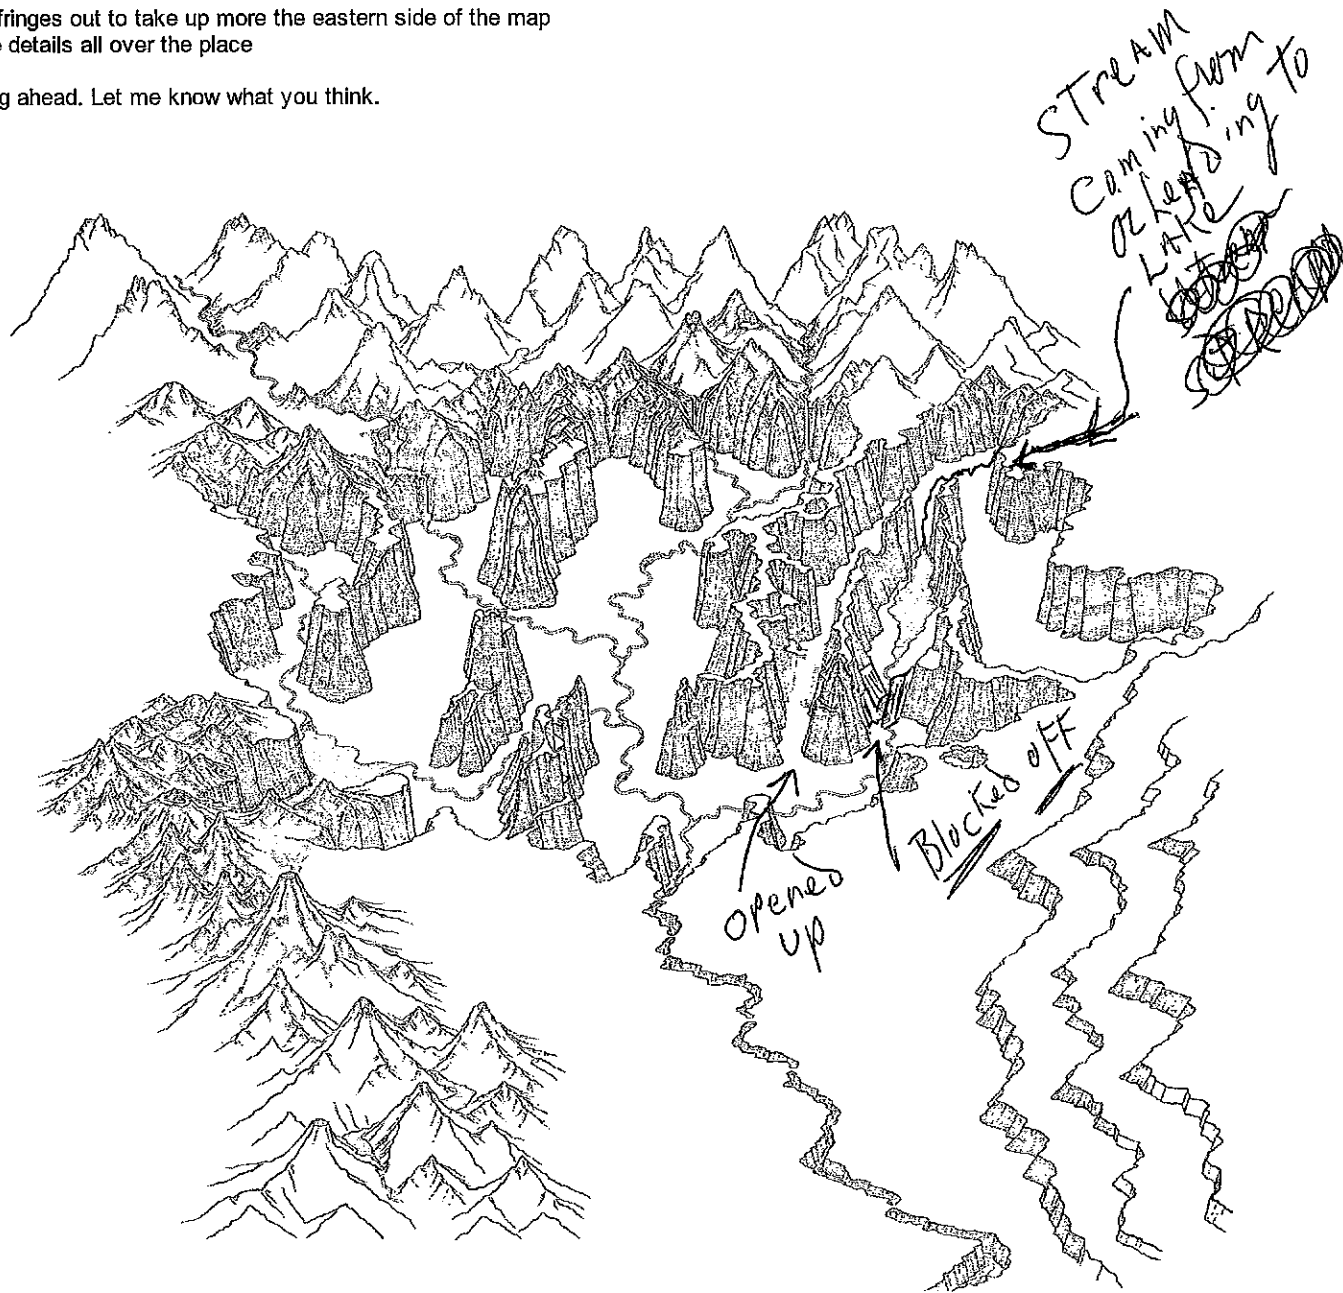 fringes out to take up more the eastern side of the map
details all over the place
g ahead. Let me know what you think.
STreAM
Coming from
or LeADing to
LAke
opened
up
Blocked off